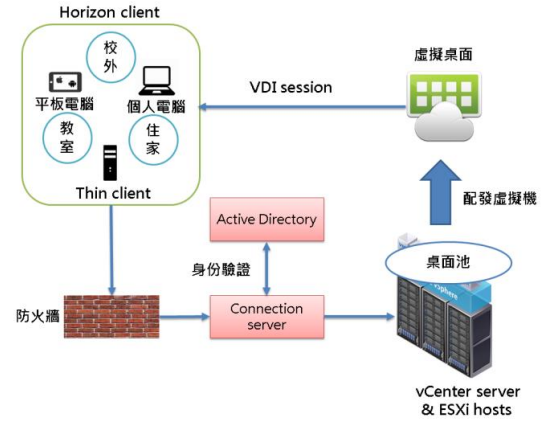 Horizon client
校
外
平板電腦
個人電腦
教
室
住
家
Thin client
VDI session
虛擬桌面
配發虛擬機
Active Directory
身份驗證
桌面池
防火牆
Connection
server
vCenter server
& ESXi hosts